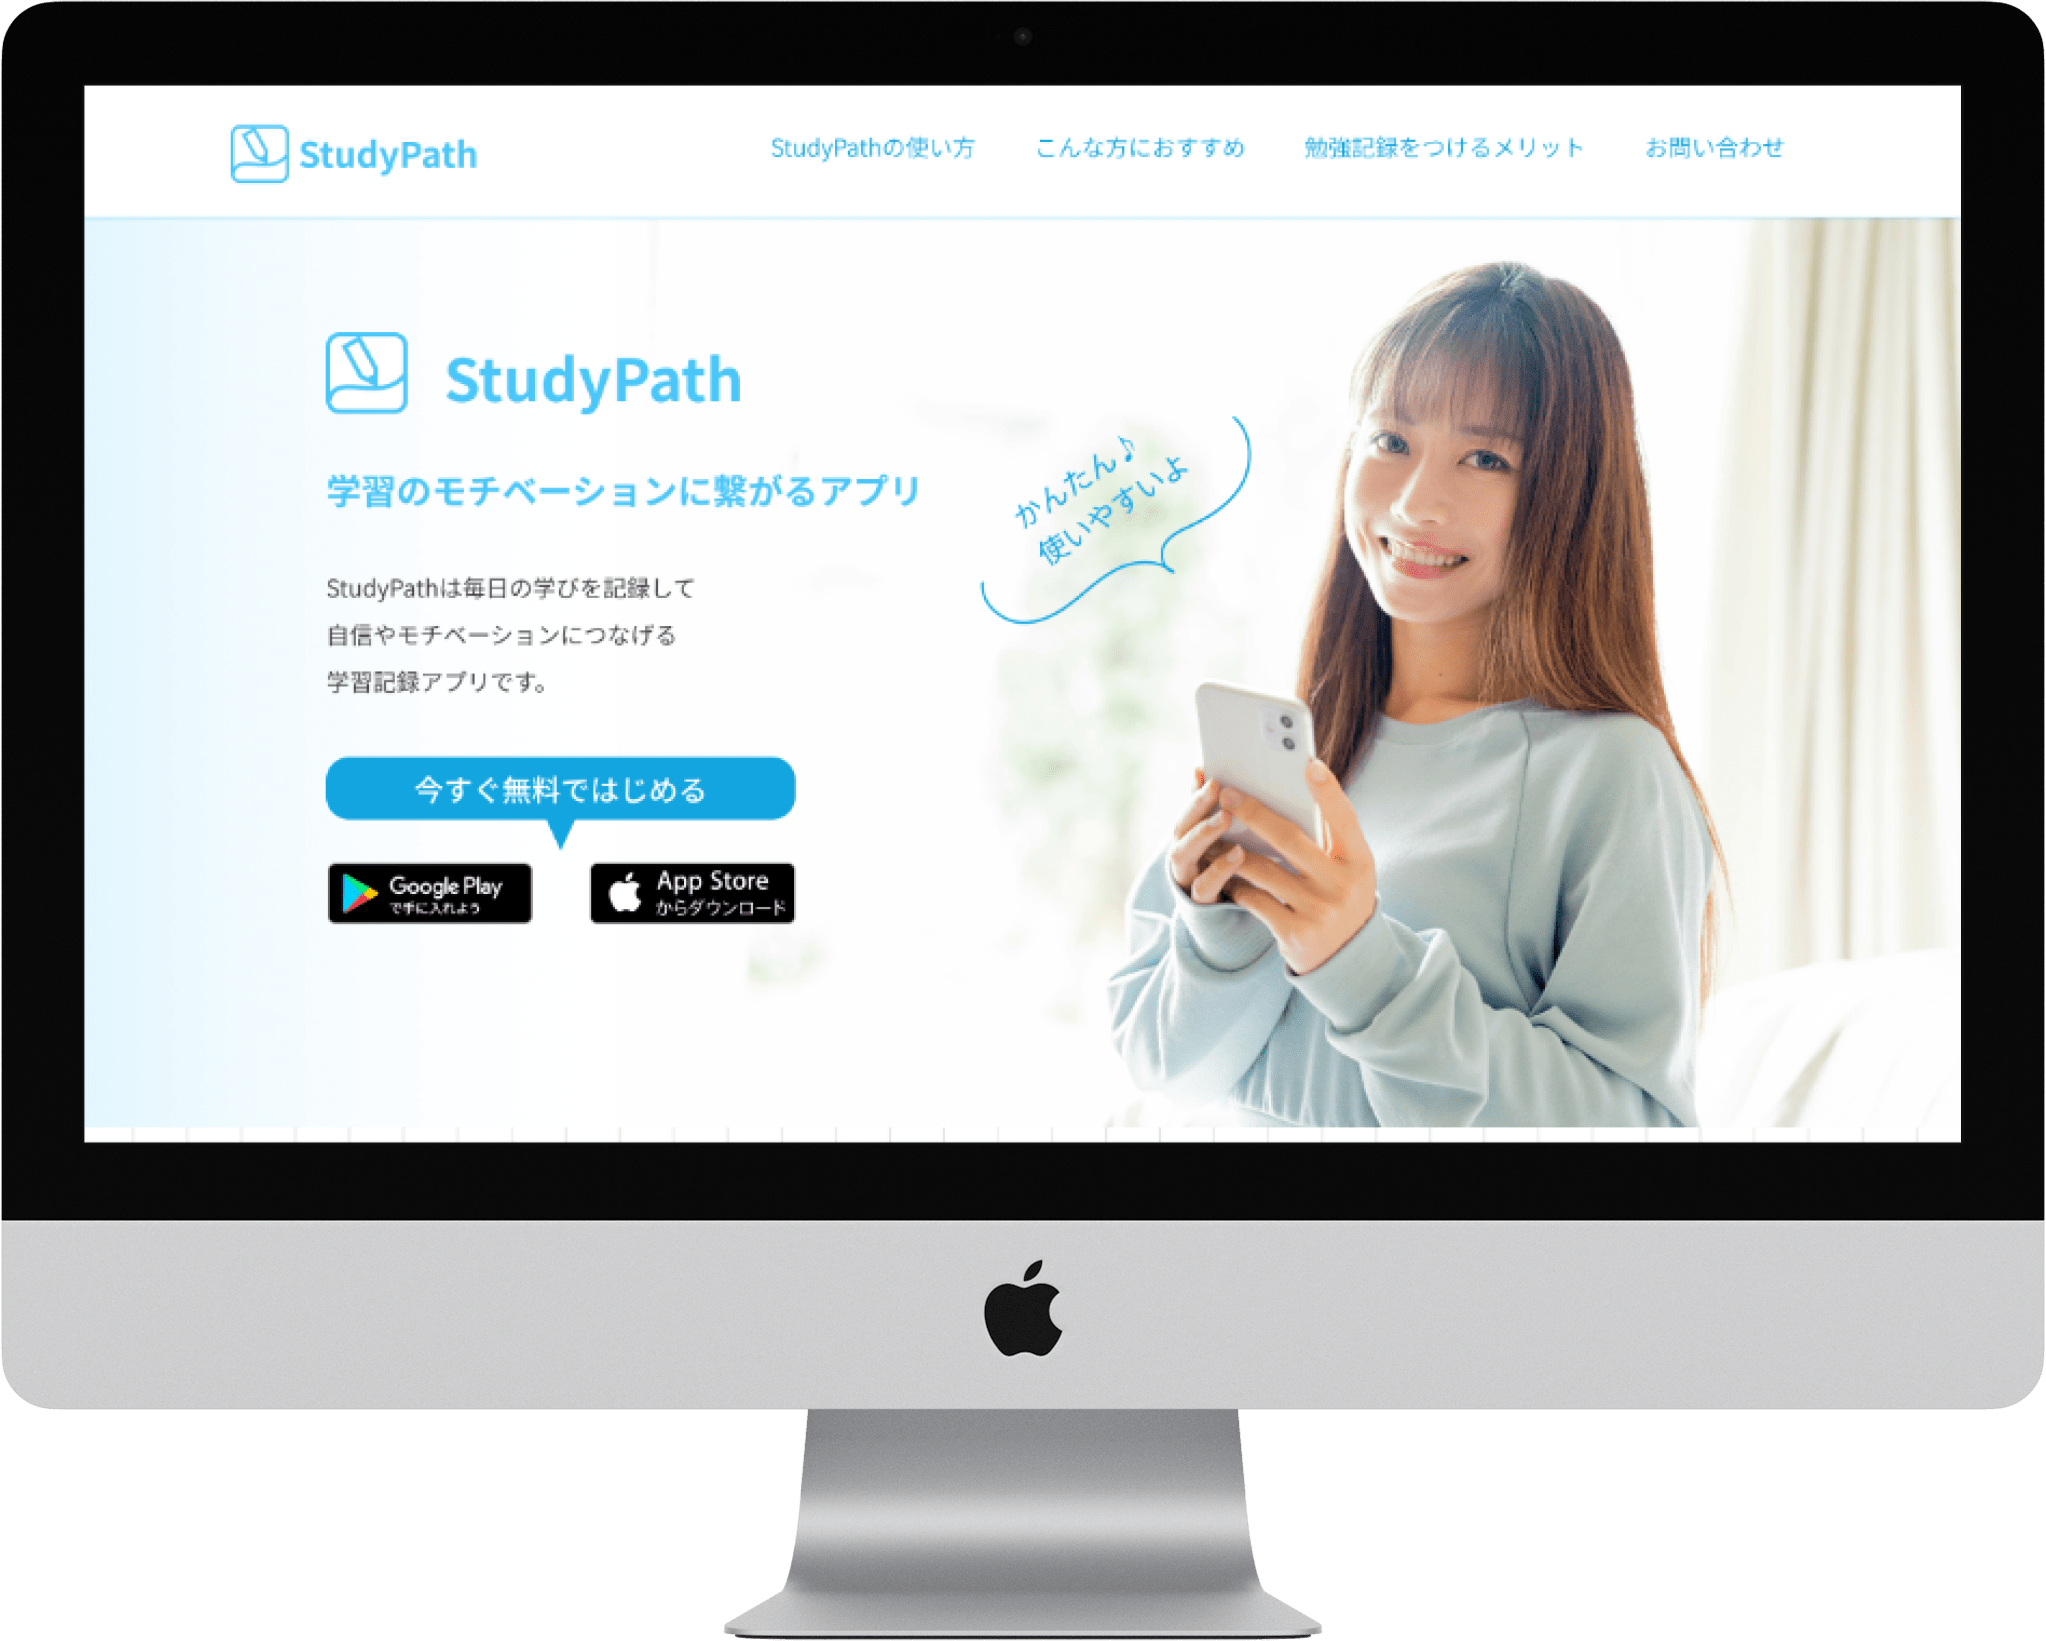 StudyPath
StudyPathの使い方
こんな方におすすめ
勉強記録をつけるメリット
お問い合わせ
StudyPath
学習のモチベーションに繋がるアプリ
かんたん♪
使いやすいよ
StudyPathは毎日の学びを記録して
自信やモチベーションにつなげる
学習記録アプリです。
今すぐ無料ではじめる
Google Play
で手に入れよう
App Store
からダウンロード